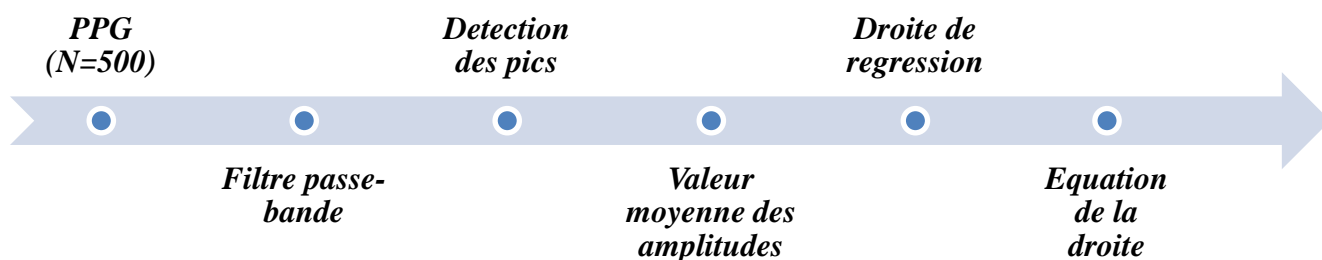 PPG
(N=500)
Filtre passe-
bande
Detection
des pics
Valeur
moyenne des
amplitudes
Droite de
regression
Equation
de la
droite